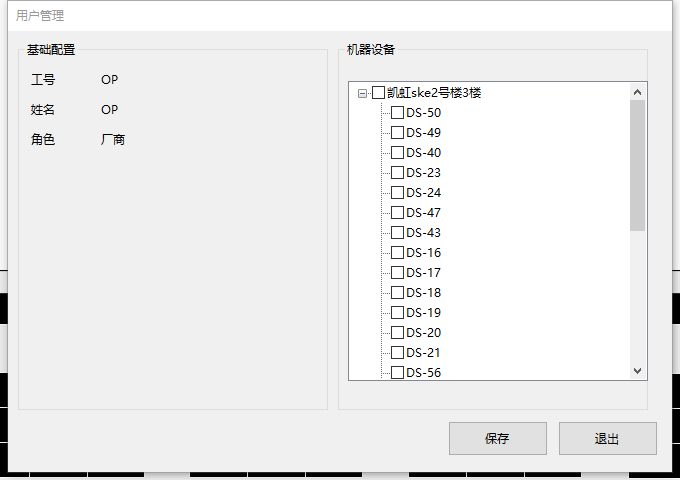 用户管理
基础配置
工号 OP
姓名 OP
角色 厂商
机器设备
凯虹ske2号楼3楼
DS-50
DS-49
DS-40
DS-23
DS-24
DS-47
DS-43
DS-16
DS-17
DS-18
DS-19
DS-20
DS-21
DS-56
保存 退出